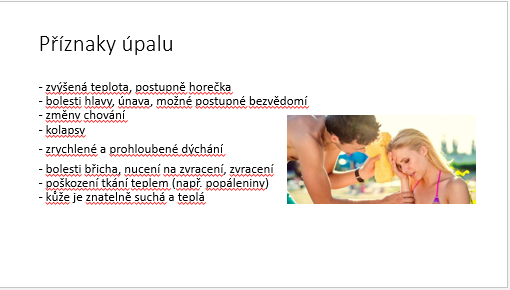 Příznaky úpalu
- zvýšená teplota, postupně horečka
- bolesti hlavy, únava, možné postupné bezvědomí
- změny chování
- kolapsy
- zrychlené a prohloubené dýchání
- bolesti břicha, nucení na zvracení, zvracení
- poškození tkání teplem (např. popáleniny)
- kůže je znatelně suchá a teplá